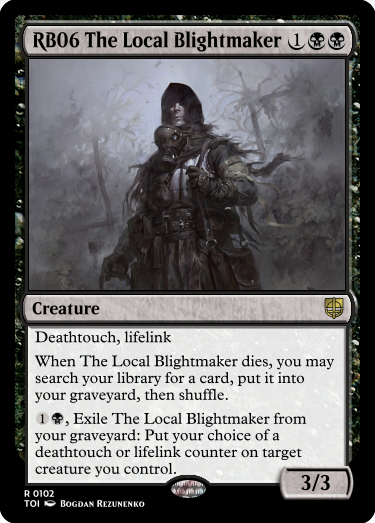 RB06 The Local Blightmaker 1
Creature
Deathtouch, lifelink
When The Local Blightmaker dies, you may
search your library for a card, put it into
your graveyard, then shuffle.
1, Exile The Local Blightmaker from
your graveyard: Put your choice of a
deathtouch or lifelink counter on target
creature you control.
3/3
R 0102
TOI BOGDAN REZUNENKO